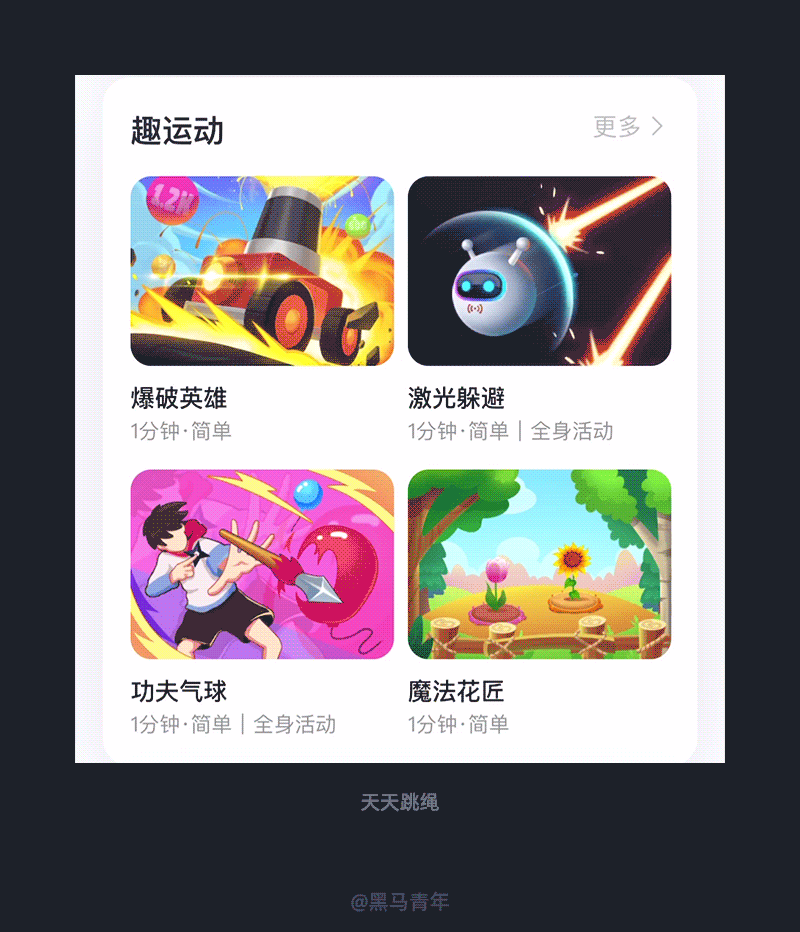 趣运动
更多
1.2K
爆破英雄
1分钟·简单
激光躲避
1分钟·简单｜全身活动
功夫气球
1分钟·简单｜全身活动
魔法花匠
1分钟·简单
天天跳绳
@黑马青年